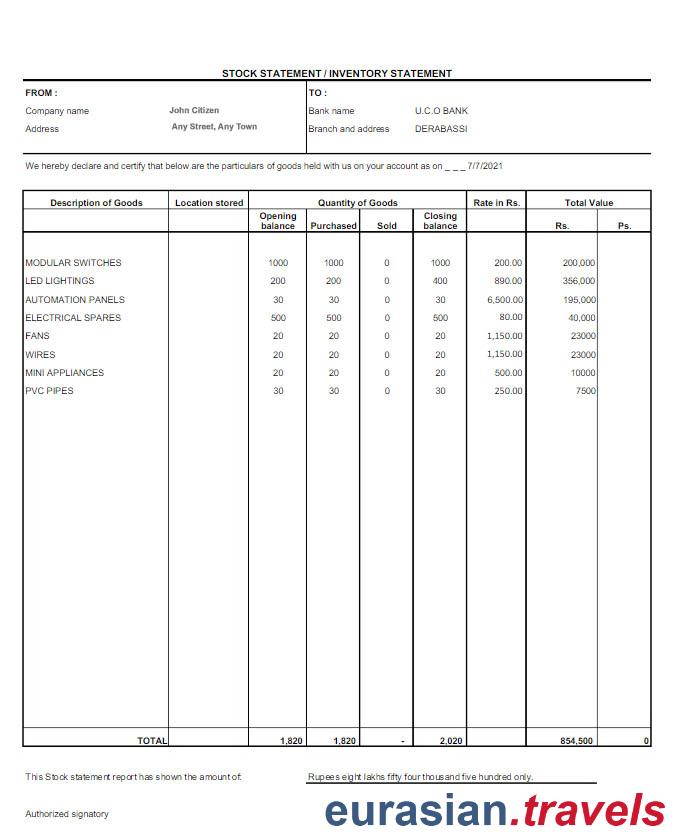 STOCK STATEMENT / INVENTORY STATEMENT
FROM : TO :
Company name John Citizen Bank name U.C.O BANK
Address Any Street, Any Town Branch and address DERABASSI
We hereby declare and certify that below are the particulars of goods held with us on your account as on _ _ _ 7/7/2021
Description of Goods Location stored Quantity of Goods Rate in Rs. Total Value
Opening balance Purchased Sold Closing balance Rs. Ps.
MODULAR SWITCHES 1000 1000 0 1000 200.00 200,000
LED LIGHTINGS 200 200 0 400 890.00 356,000
AUTOMATION PANELS 30 30 0 30 6,500.00 195,000
ELECTRICAL SPARES 500 500 0 500 80.00 40,000
FANS 20 20 0 20 1,150.00 23000
WIRES 20 20 0 20 1,150.00 23000
MINI APPLIANCES 20 20 0 20 500.00 10000
PVC PIPES 30 30 0 30 250.00 7500
TOTAL 1,820 1,820 - 2,020 854,500 0
This Stock statement report has shown the amount of: Rupees eight lakhs fifty four thousand five hundred only.
Authorized signatory
eurasian.travels